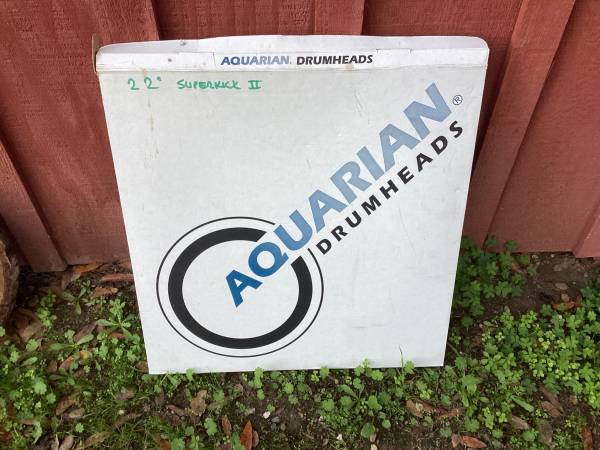 AQUARIAN. DRUMHEADS
22" SUPERKICK II
AQUARIAN®
DRUMHEADS